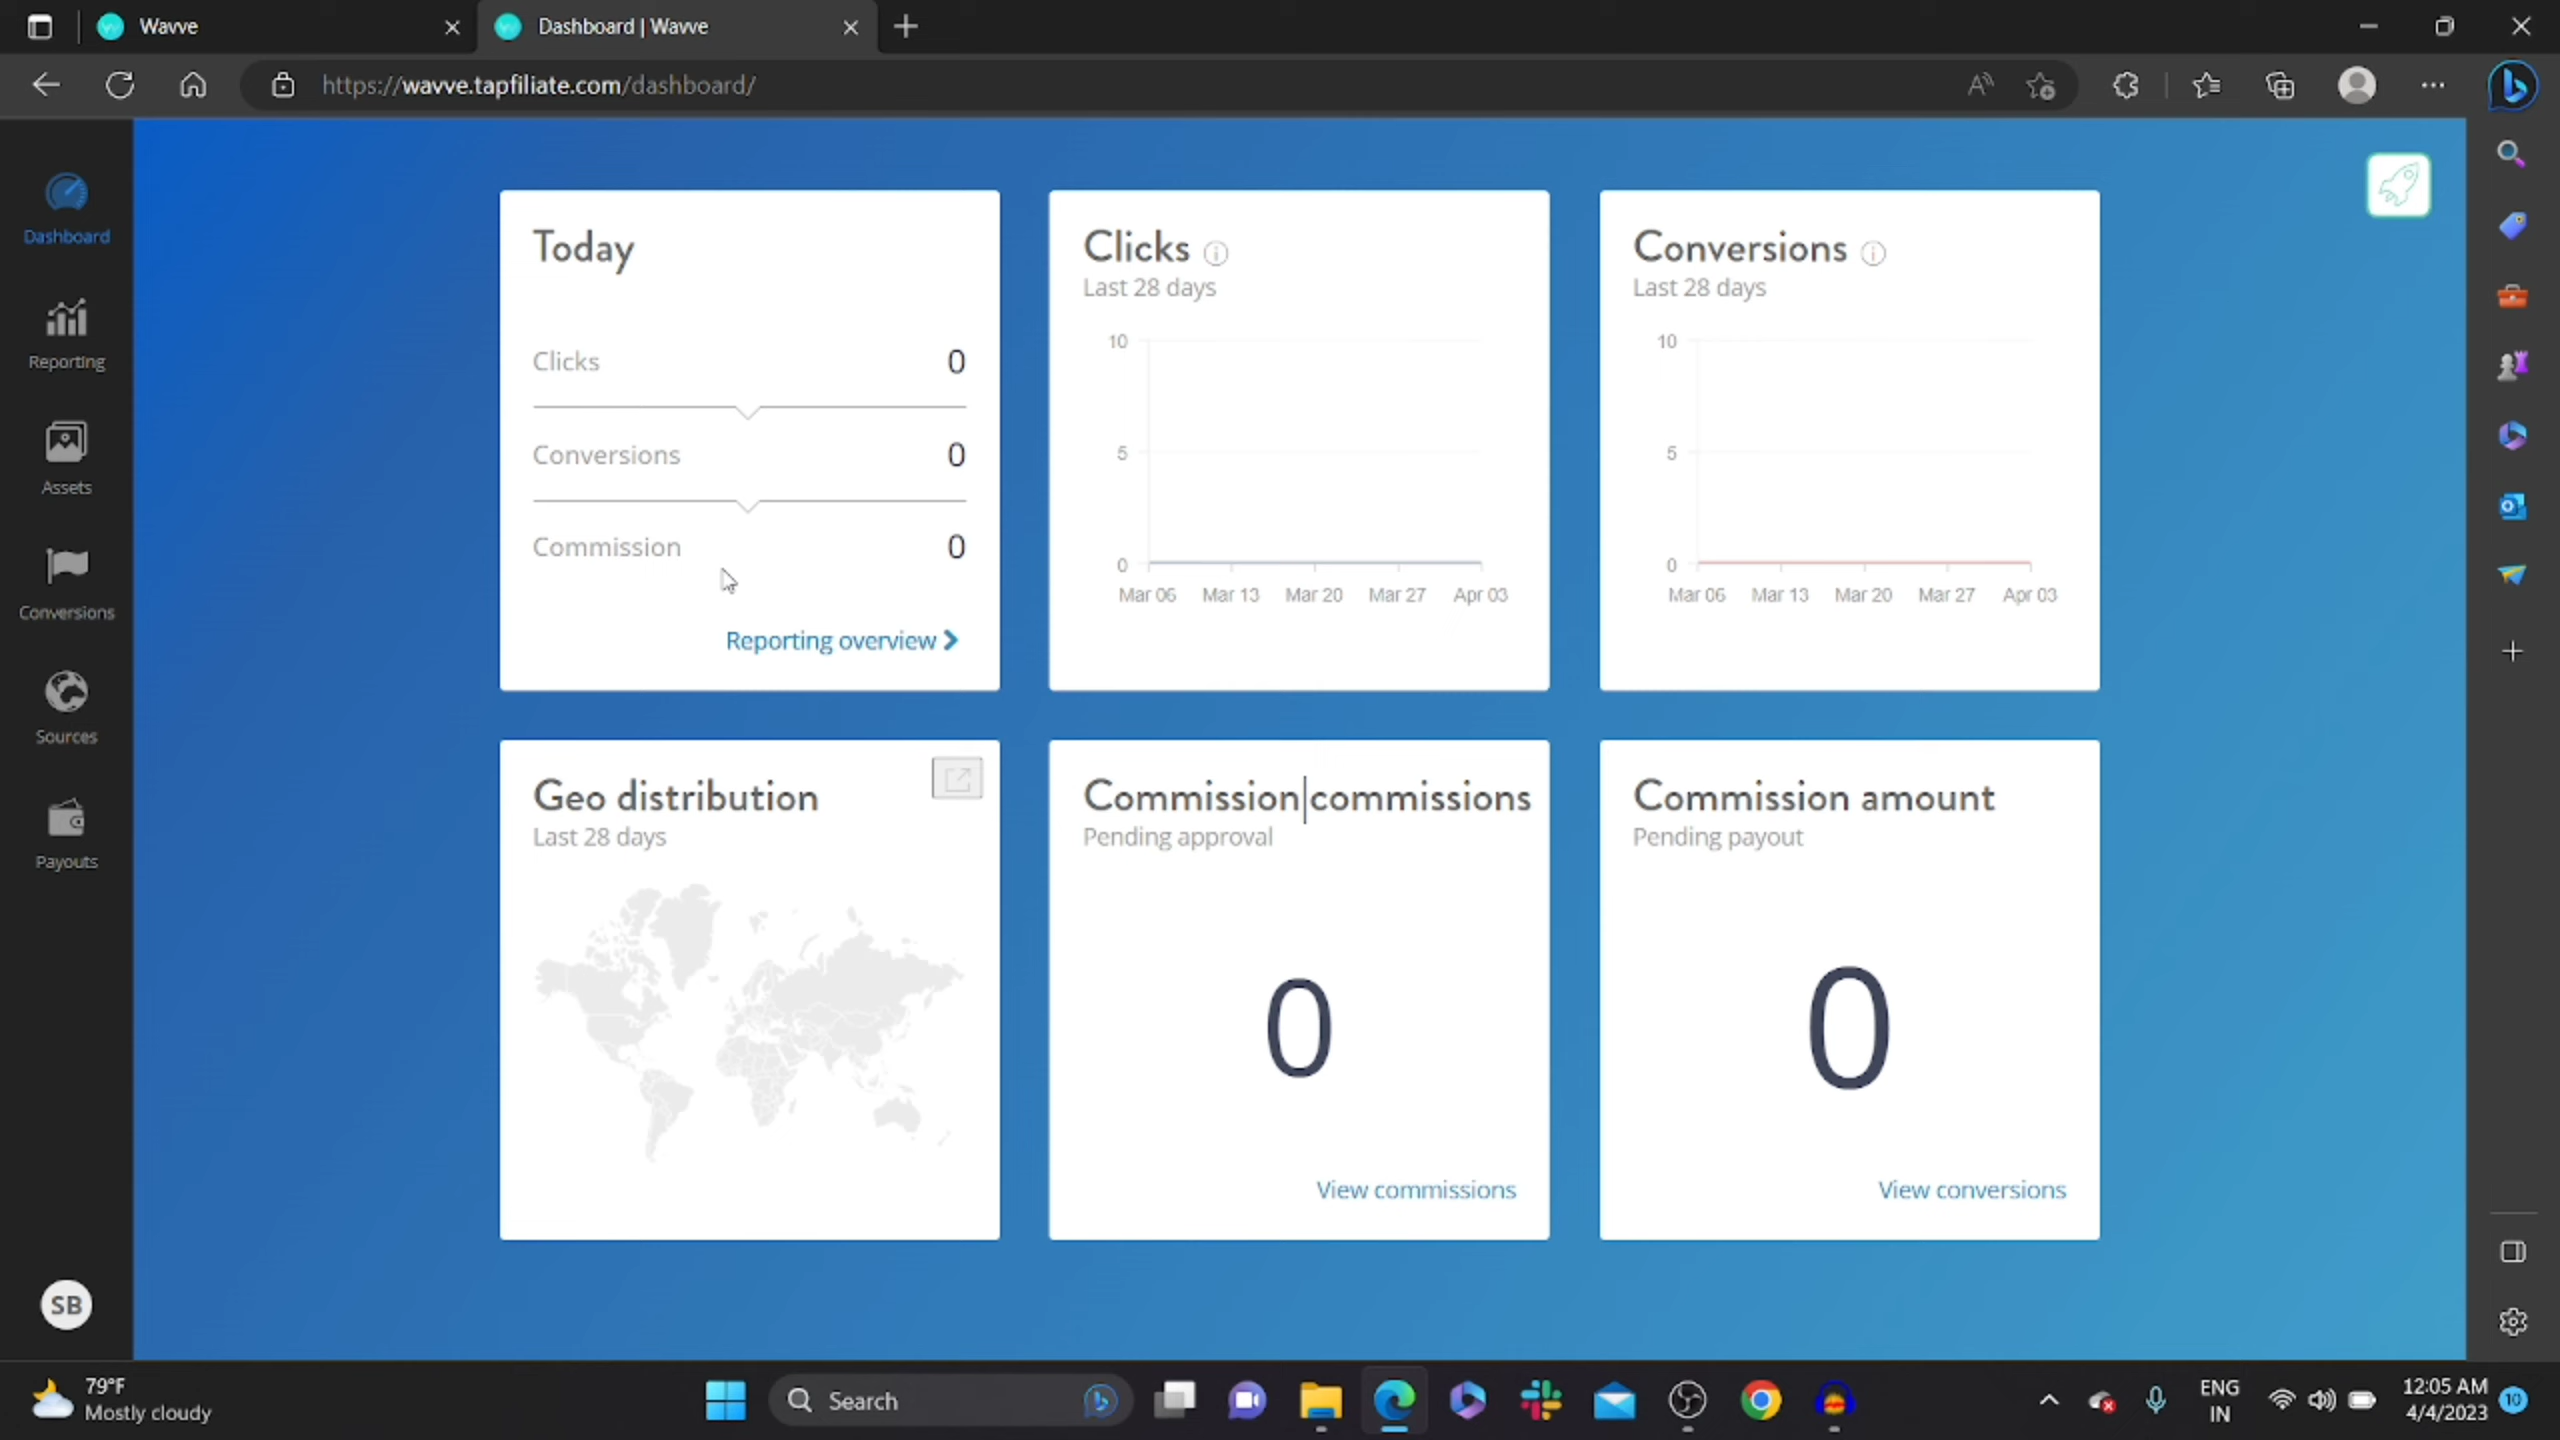 Wavve
Dashboard | Wavve
https://wavve.tapfiliate.com/dashboard/
Dashboard
Reporting
Assets
Conversions
Sources
Payouts
SB
Today
Clicks 0
Conversions 0
Commission 0
Reporting overview
Clicks
Last 28 days
10
5
0
Mar 06 Mar 13 Mar 20 Mar 27 Apr 03
Conversions
Last 28 days
10
5
0
Mar 06 Mar 13 Mar 20 Mar 27 Apr 03
Geo distribution
Last 28 days
Commission commissions
Pending approval
0
View commissions
Commission amount
Pending payout
0
View conversions
79°F
Mostly cloudy
Search
ENG
IN
12:05 AM
4/4/2023
10